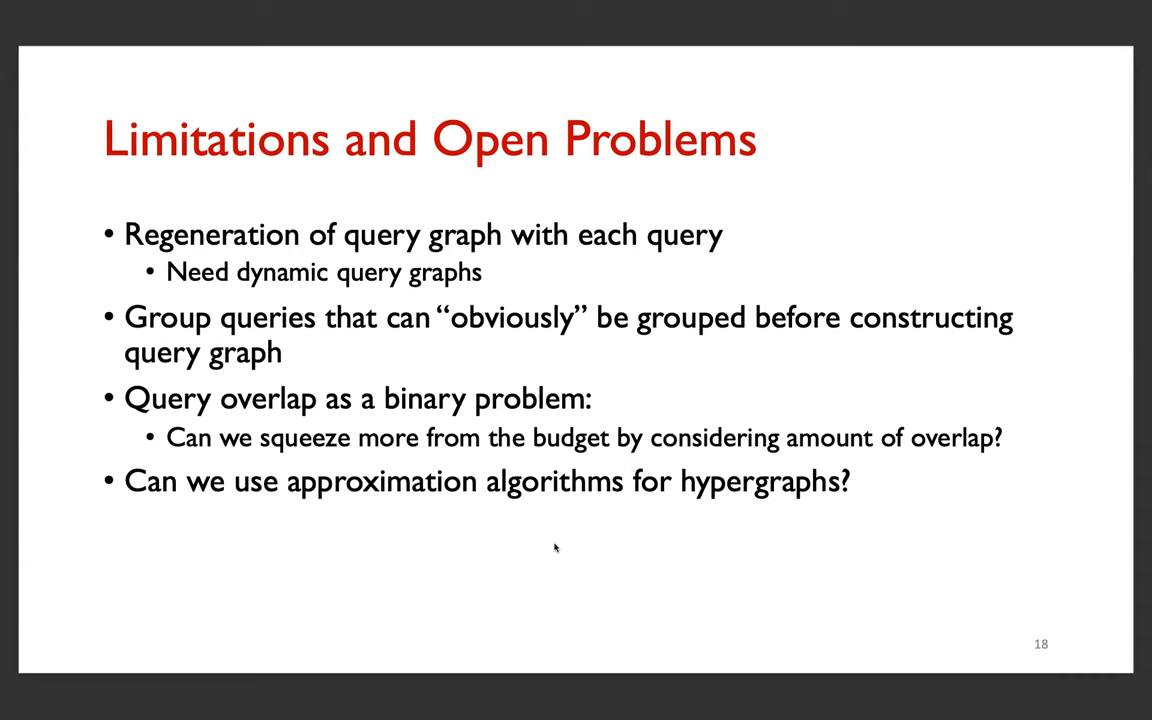 Limitations and Open Problems
• Regeneration of query graph with each query
• Need dynamic query graphs
• Group queries that can “obviously” be grouped before constructing
query graph
• Query overlap as a binary problem:
• Can we squeeze more from the budget by considering amount of overlap?
• Can we use approximation algorithms for hypergraphs?
18